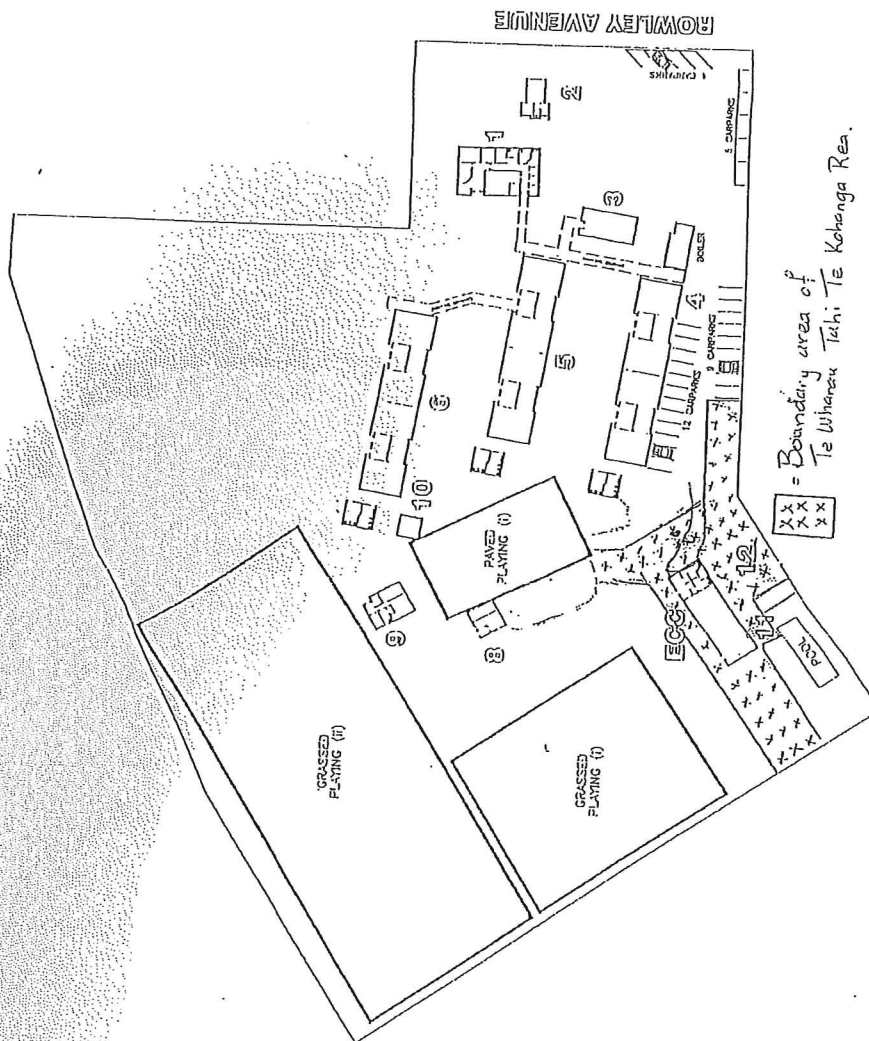 ROWLEY AVENUE
4 CARPARKS
5 CARPARKS
2
1
3
BOILER
4
9 CARPARKS
12 CARPARKS
5
6
10
PAVED
PLAYING (i)
9
8
ECC
11
12
POOL
GRASSED
PLAYING (ii)
GRASSED
PLAYING (i)
X X
X X
X X
= Boundary area of
Te Wharau Tahi Te Kohanga Reo.